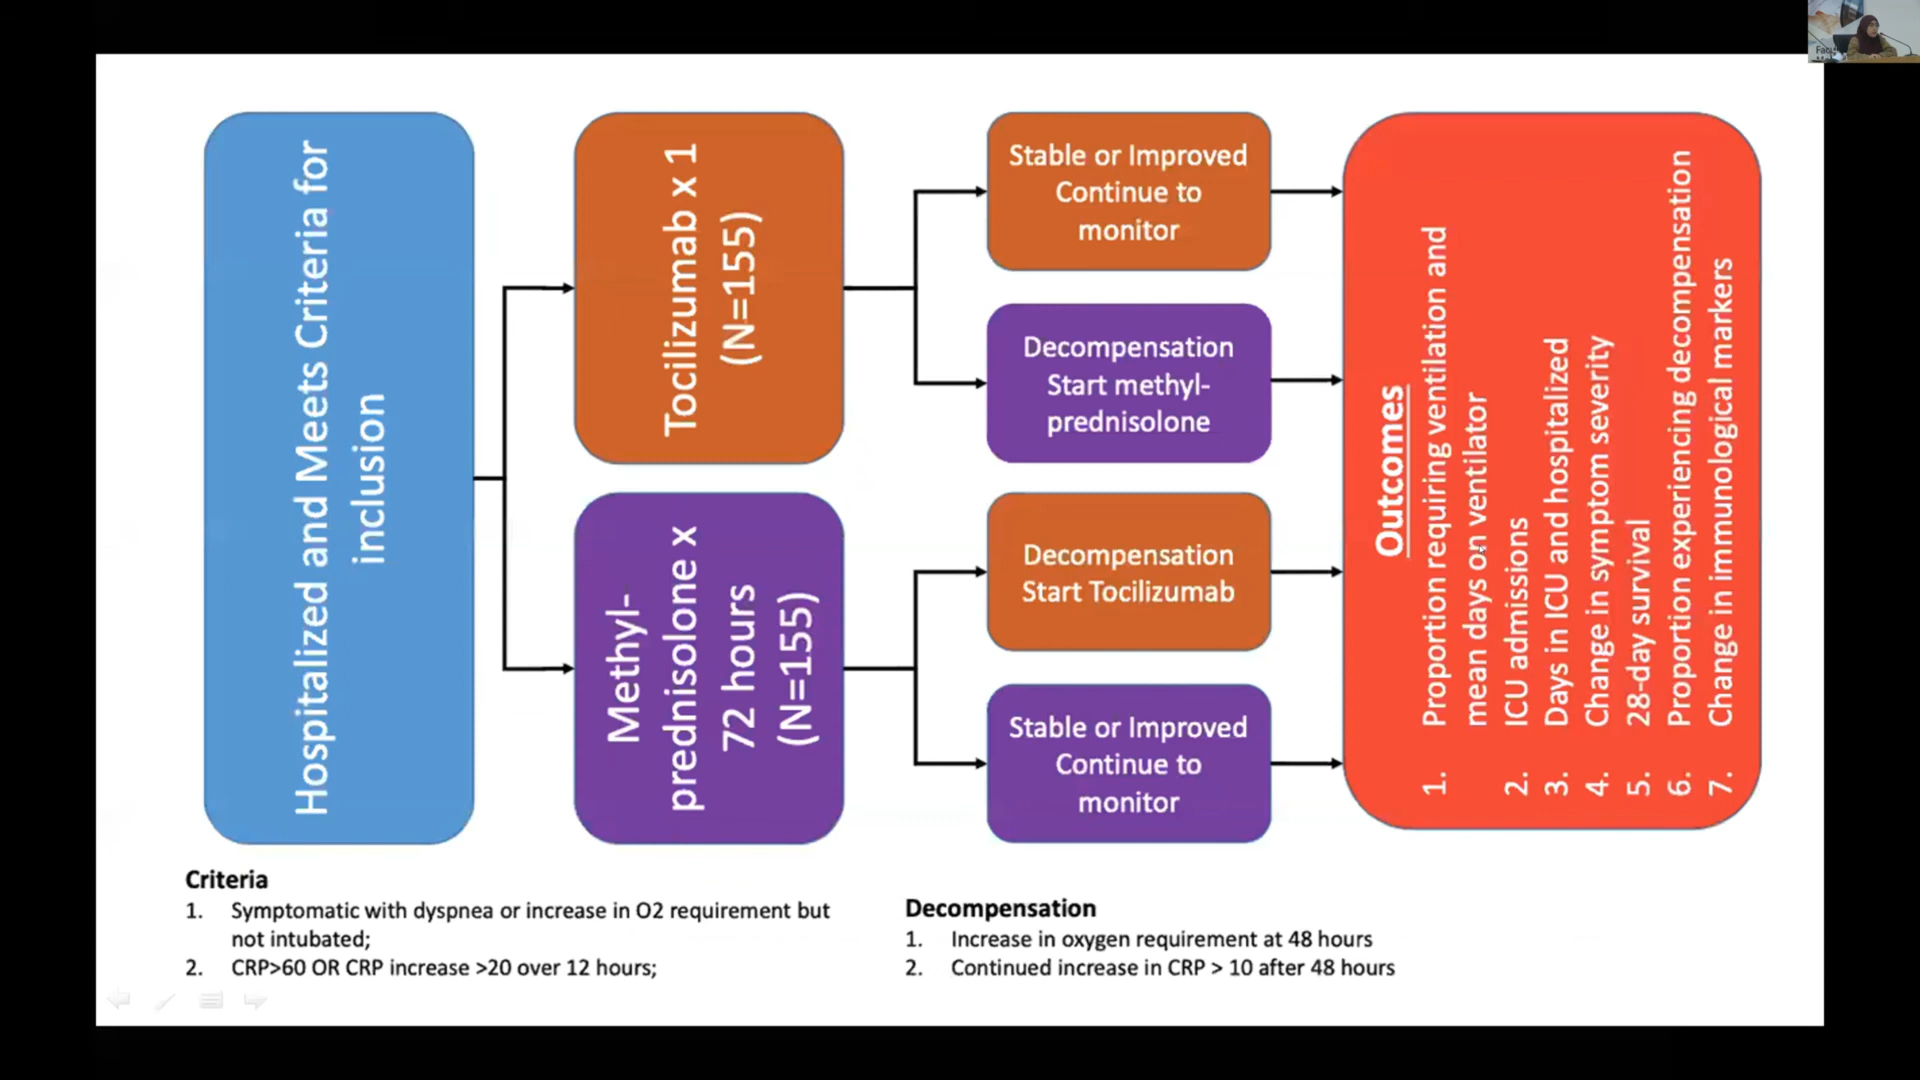 Hospitalized and Meets Criteria for
inclusion
Tocilizumab x 1
(N=155)
Methyl-
prednisolone x
72 hours
(N=155)
Stable or Improved
Continue to
monitor
Decompensation
Start methyl-
prednisolone
Decompensation
Start Tocilizumab
Stable or Improved
Continue to
monitor
Outcomes
1. Proportion requiring ventilation and
mean days on ventilator
2. ICU admissions
3. Days in ICU and hospitalized
4. Change in symptom severity
5. 28-day survival
6. Proportion experiencing decompensation
7. Change in immunological markers
Criteria
1. Symptomatic with dyspnea or increase in O2 requirement but
not intubated;
2. CRP>60 OR CRP increase >20 over 12 hours;
Decompensation
1. Increase in oxygen requirement at 48 hours
2. Continued increase in CRP > 10 after 48 hours